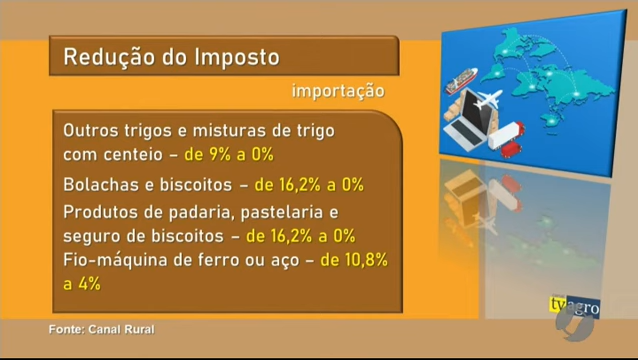 Redução do Imposto
importação
Outros trigos e misturas de trigo
com centeio – de 9% a 0%
Bolachas e biscoitos – de 16,2% a 0%
Produtos de padaria, pastelaria e
seguro de biscoitos – de 16,2% a 0%
Fio-máquina de ferro ou aço – de 10,8%
a 4%
tvagro
Fonte: Canal Rural